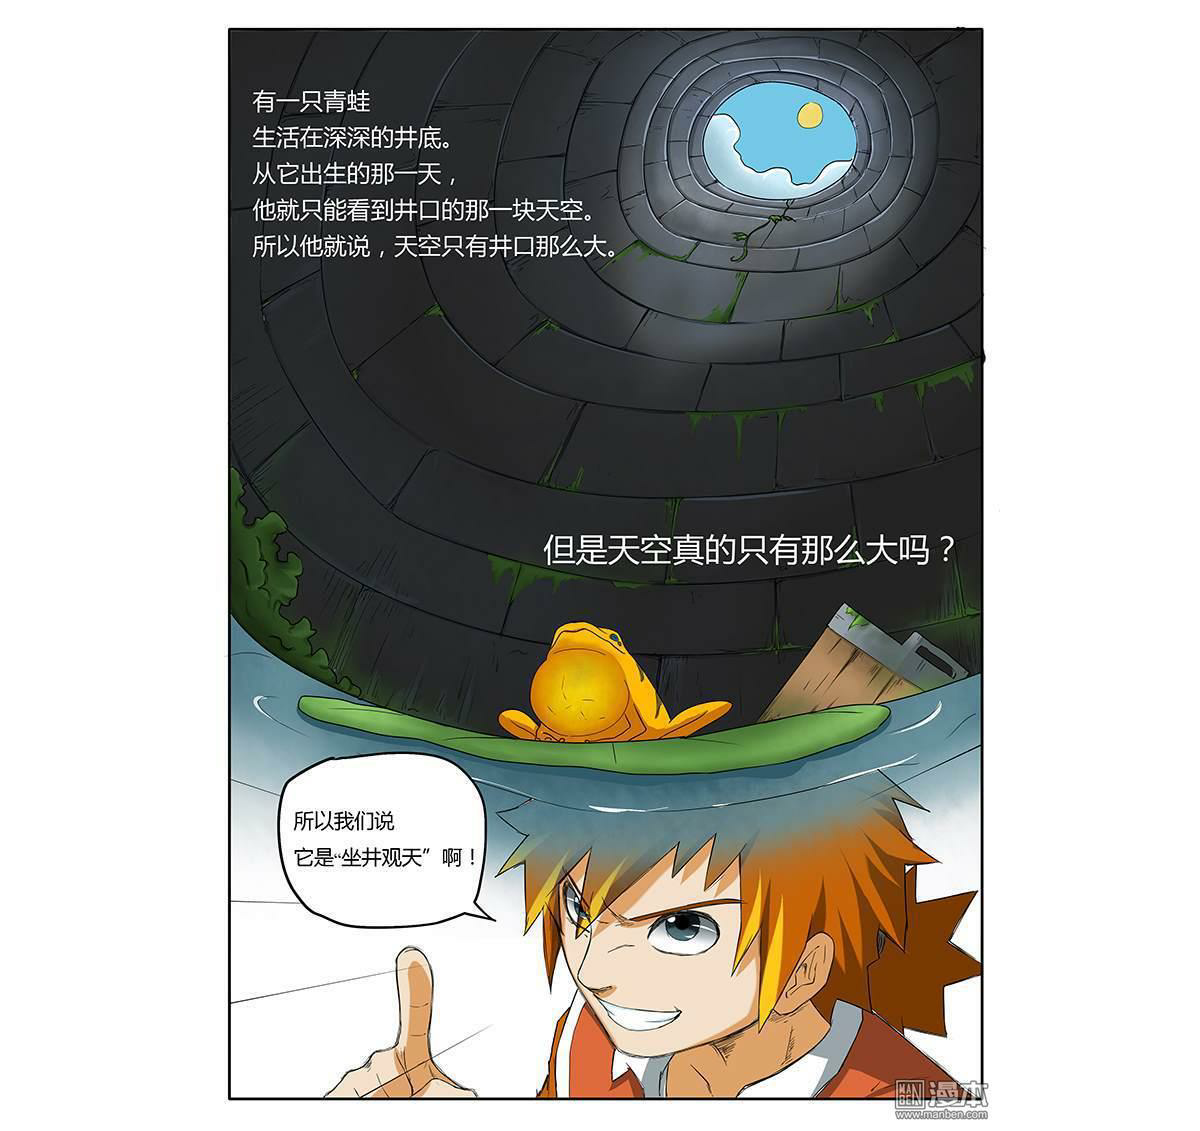 有一只青蛙
生活在深深的井底。
从它出生的那一天，
他就只能看到井口的那一块天空。
所以他就说，天空只有井口那么大。
但是天空真的只有那么大吗？
所以我们说
它是“坐井观天”啊！
MAN
BEN
漫本
www.manben.com